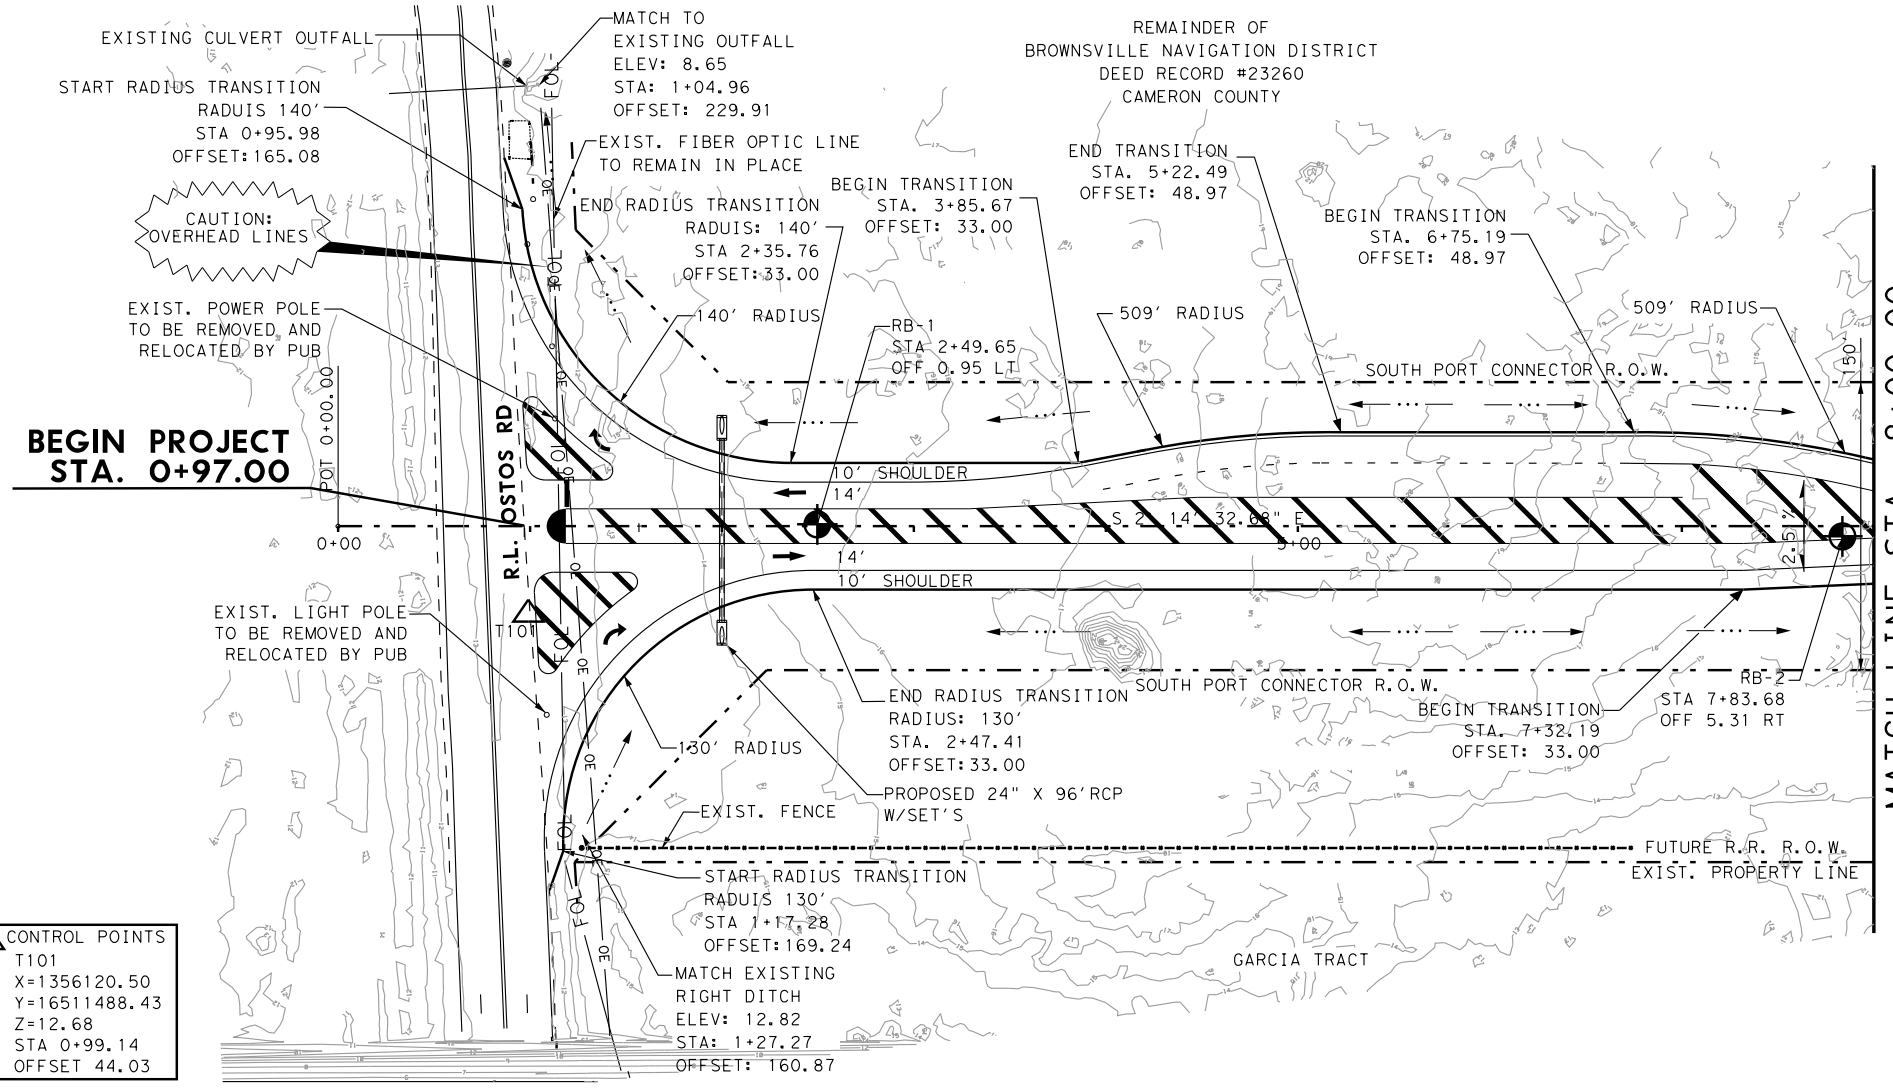 EXISTING CULVERT OUTFALL
MATCH TO
EXISTING OUTFALL
ELEV: 8.65
STA: 1+04.96
OFFSET: 229.91
REMAINDER OF
BROWNSVILLE NAVIGATION DISTRICT
DEED RECORD #23260
CAMERON COUNTY
START RADIUS TRANSITION
RADUIS 140'
STA 0+95.98
OFFSET:165.08
EXIST. FIBER OPTIC LINE
TO REMAIN IN PLACE
CAUTION:
OVERHEAD LINES
END RADIUS TRANSITION
RADUIS: 140'
STA 2+35.76
OFFSET:33.00
BEGIN TRANSITION
STA. 3+85.67
OFFSET: 33.00
END TRANSITION
STA. 5+22.49
OFFSET: 48.97
BEGIN TRANSITION
STA. 6+75.19
OFFSET: 48.97
EXIST. POWER POLE
TO BE REMOVED AND
RELOCATED BY PUB
140' RADIUS
RB-1
STA 2+49.65
OFF 0.95 LT
509' RADIUS
509' RADIUS
SOUTH PORT CONNECTOR R.O.W.
150'
POT 0+00.00
BEGIN PROJECT
STA. 0+97.00
R.L. OSTOS RD
10' SHOULDER
14'
0+00
5+00
14'
10' SHOULDER
2.5%
EXIST. LIGHT POLE
TO BE REMOVED AND
RELOCATED BY PUB
T101
SOUTH PORT CONNECTOR R.O.W.
END RADIUS TRANSITION
RADIUS: 130'
STA. 2+47.41
OFFSET:33.00
BEGIN TRANSITION
STA. 7+32.19
OFFSET: 33.00
RB-2
STA 7+83.68
OFF 5.31 RT
130' RADIUS
PROPOSED 24" X 96'RCP
W/SET'S
EXIST. FENCE
FUTURE R.R. R.O.W.
EXIST. PROPERTY LINE
START RADIUS TRANSITION
RADUIS 130'
STA 1+17.28
OFFSET:169.24
GARCIA TRACT
MATCH EXISTING
RIGHT DITCH
ELEV: 12.82
STA: 1+27.27
OFFSET: 160.87
CONTROL POINTS
T101
X=1356120.50
Y=16511488.43
Z=12.68
STA 0+99.14
OFFSET 44.03